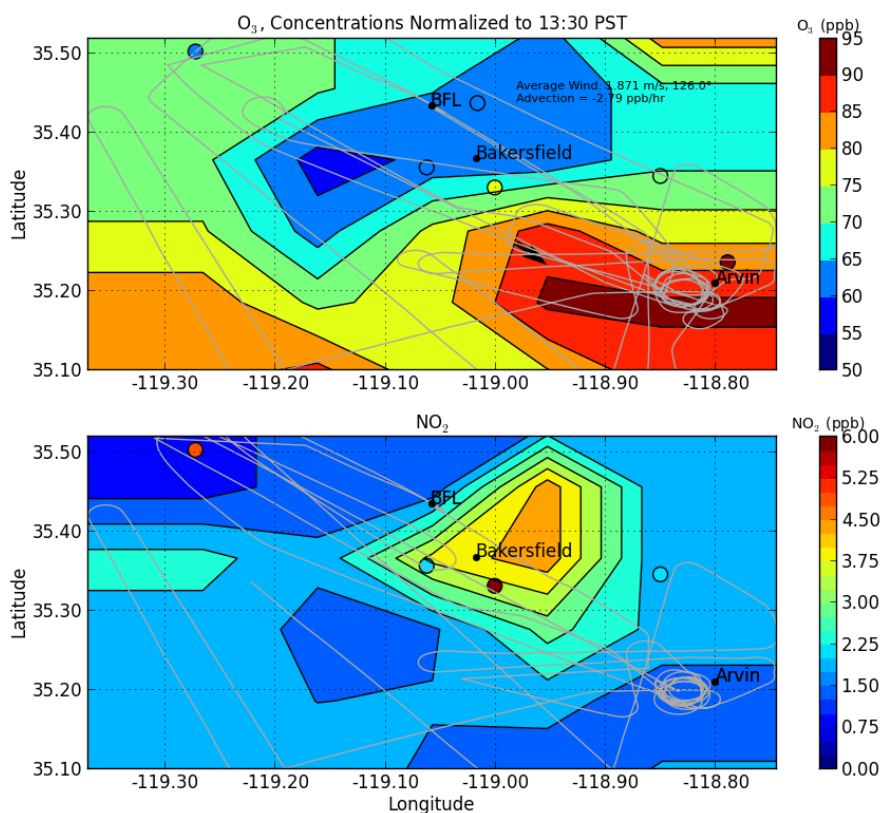 O₃, Concentrations Normalized to 13:30 PST
O₃ (ppb)
Average Wind: 1.871 m/s, 126.0°
Advection = -2.79 ppb/hr
BFL
Bakersfield
Arvin
Latitude
35.50
35.40
35.30
35.20
35.10
-119.30 -119.20 -119.10 -119.00 -118.90 -118.80
95
90
85
80
75
70
65
60
55
50
NO₂
NO₂ (ppb)
BFL
Bakersfield
Arvin
Latitude
35.50
35.40
35.30
35.20
35.10
-119.30 -119.20 -119.10 -119.00 -118.90 -118.80
Longitude
6.00
5.25
4.50
3.75
3.00
2.25
1.50
0.75
0.00